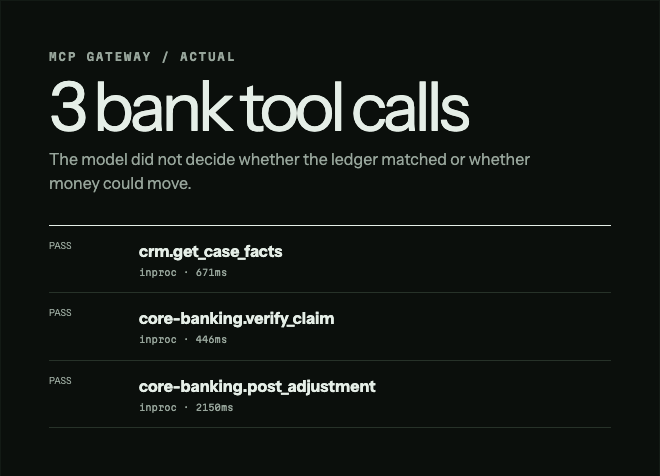 MCP GATEWAY / ACTUAL
3 bank tool calls
The model did not decide whether the ledger matched or whether
money could move.
PASS
crm.get_case_facts
inproc · 671ms
PASS
core-banking.verify_claim
inproc · 446ms
PASS
core-banking.post_adjustment
inproc · 2150ms